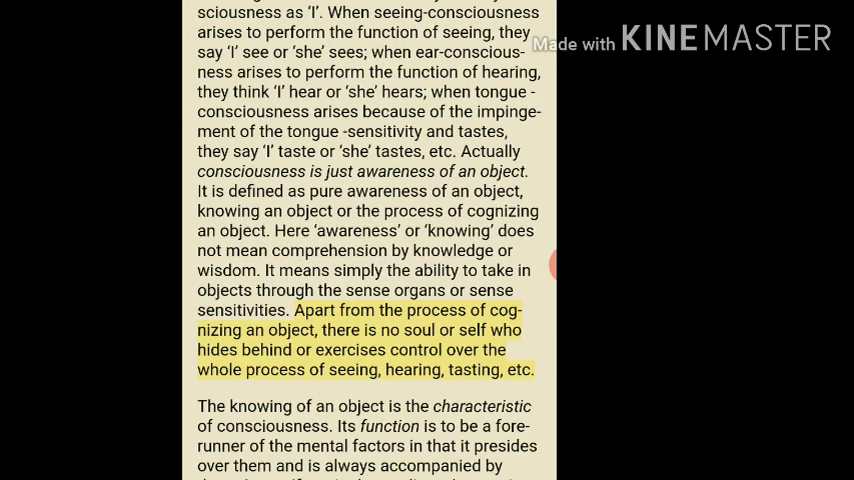 sciousness as ‘I’. When seeing-consciousness
arises to perform the function of seeing, they
say ‘I’ see or ‘she’ sees; when ear-conscious-
ness arises to perform the function of hearing,
they think ‘I’ hear or ‘she’ hears; when tongue -
consciousness arises because of the impinge-
ment of the tongue -sensitivity and tastes,
they say ‘I’ taste or ‘she’ tastes, etc. Actually
consciousness is just awareness of an object.
It is defined as pure awareness of an object,
knowing an object or the process of cognizing
an object. Here ‘awareness’ or ‘knowing’ does
not mean comprehension by knowledge or
wisdom. It means simply the ability to take in
objects through the sense organs or sense
sensitivities. Apart from the process of cog-
nizing an object, there is no soul or self who
hides behind or exercises control over the
whole process of seeing, hearing, tasting, etc.
The knowing of an object is the characteristic
of consciousness. Its function is to be a fore-
runner of the mental factors in that it presides
over them and is always accompanied by
Made with KINEMASTER